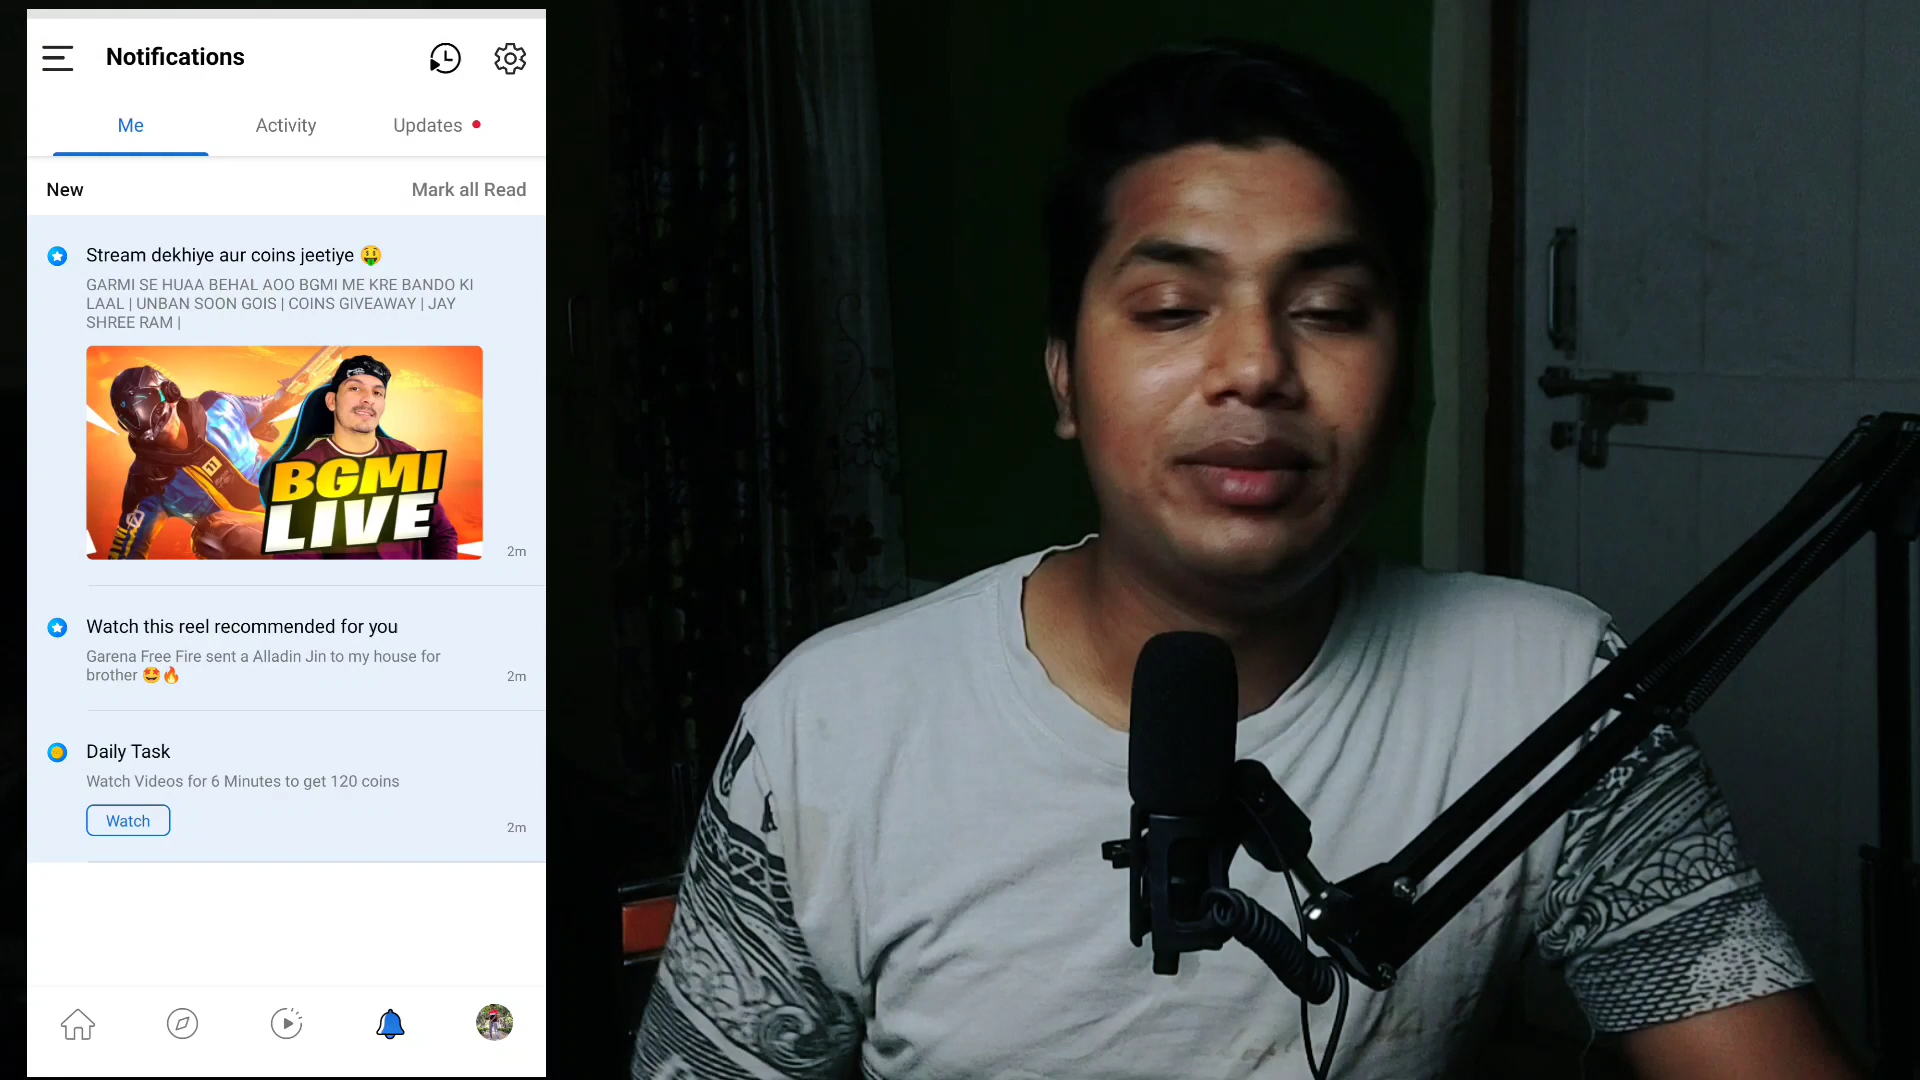 Notifications
Me
Activity
Updates
New
Mark all Read
Stream dekhiye aur coins jeetiye 🤑
GARMI SE HUAA BEHAL AOO BGMI ME KRE BANDO KI
LAAL | UNBAN SOON GOIS | COINS GIVEAWAY | JAY
SHREE RAM |
11
BGMI
LIVE
2m
Watch this reel recommended for you
Garena Free Fire sent a Alladin Jin to my house for
brother 🤩🔥
2m
Daily Task
Watch Videos for 6 Minutes to get 120 coins
Watch
2m